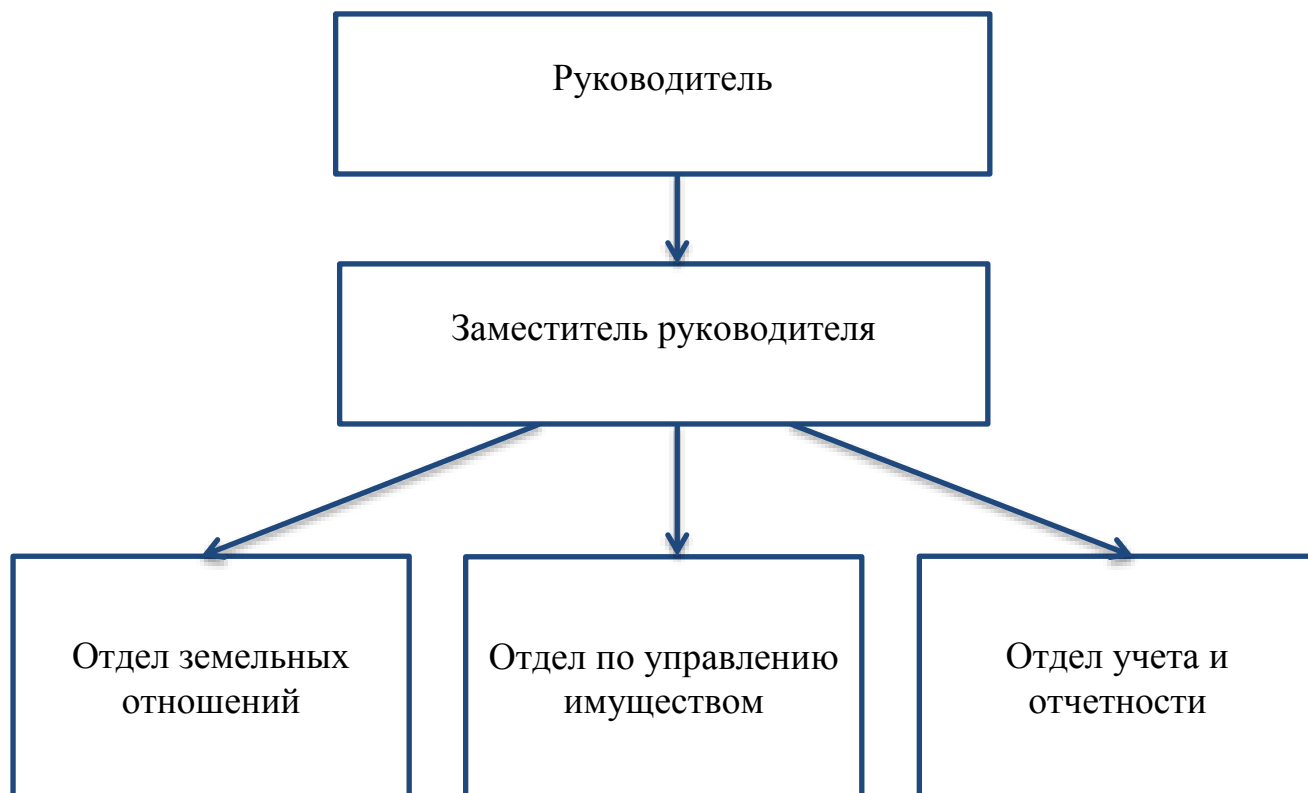 Руководитель
Заместитель руководителя
Отдел земельных
отношений
Отдел по управлению
имуществом
Отдел учета и
отчетности